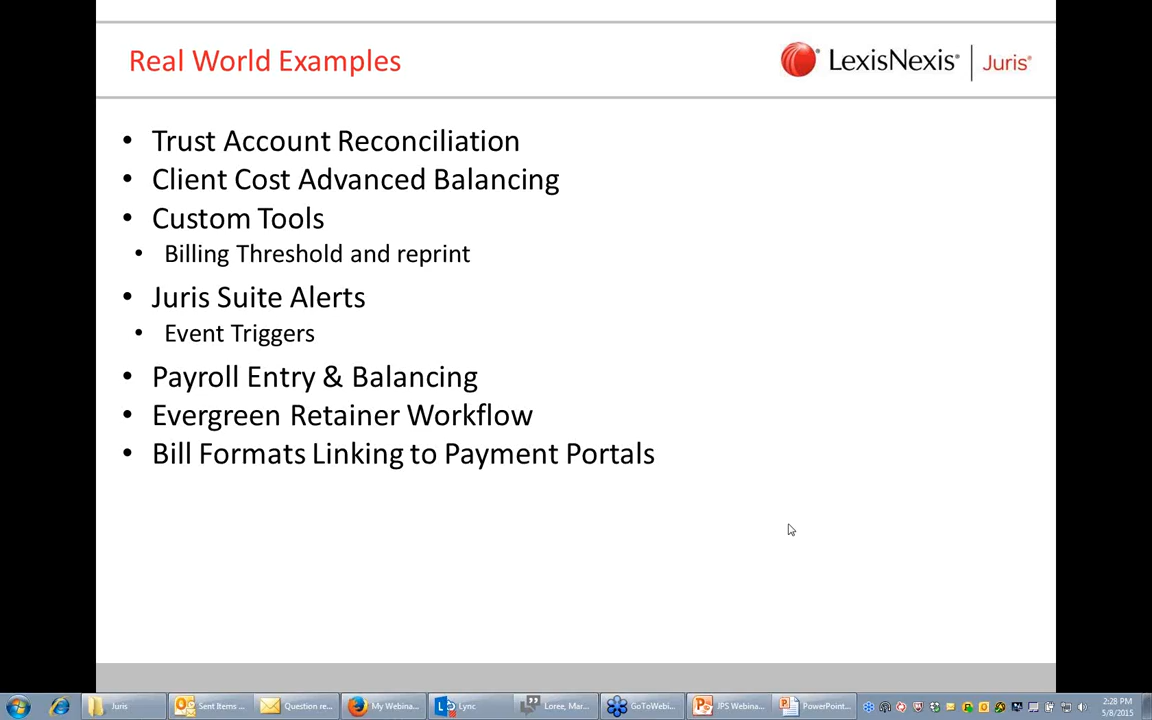 Real World Examples
LexisNexis® | Juris®
• Trust Account Reconciliation
• Client Cost Advanced Balancing
• Custom Tools
• Billing Threshold and reprint
• Juris Suite Alerts
• Event Triggers
• Payroll Entry & Balancing
• Evergreen Retainer Workflow
• Bill Formats Linking to Payment Portals
Juris
Sent Items ...
Question re...
My Webina...
Lync
Loree, Mar...
GoToWebi...
JPS Webina...
PowerPoint...
2:28 PM
5/8/2015